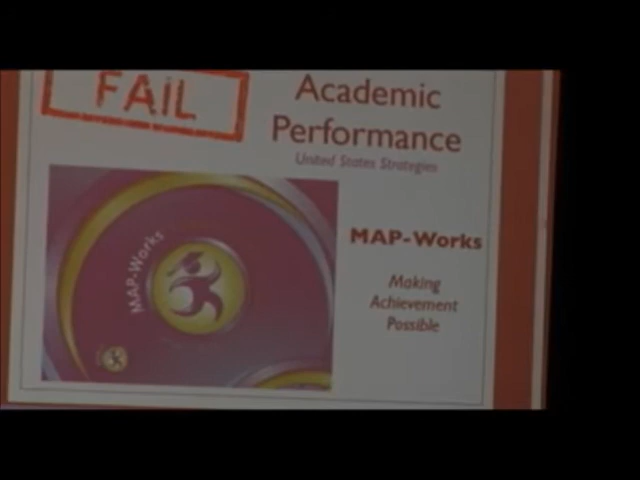 FAIL
Academic
Performance
United States Strategies
MAP-Works
MAP-Works
Making
Achievement
Possible